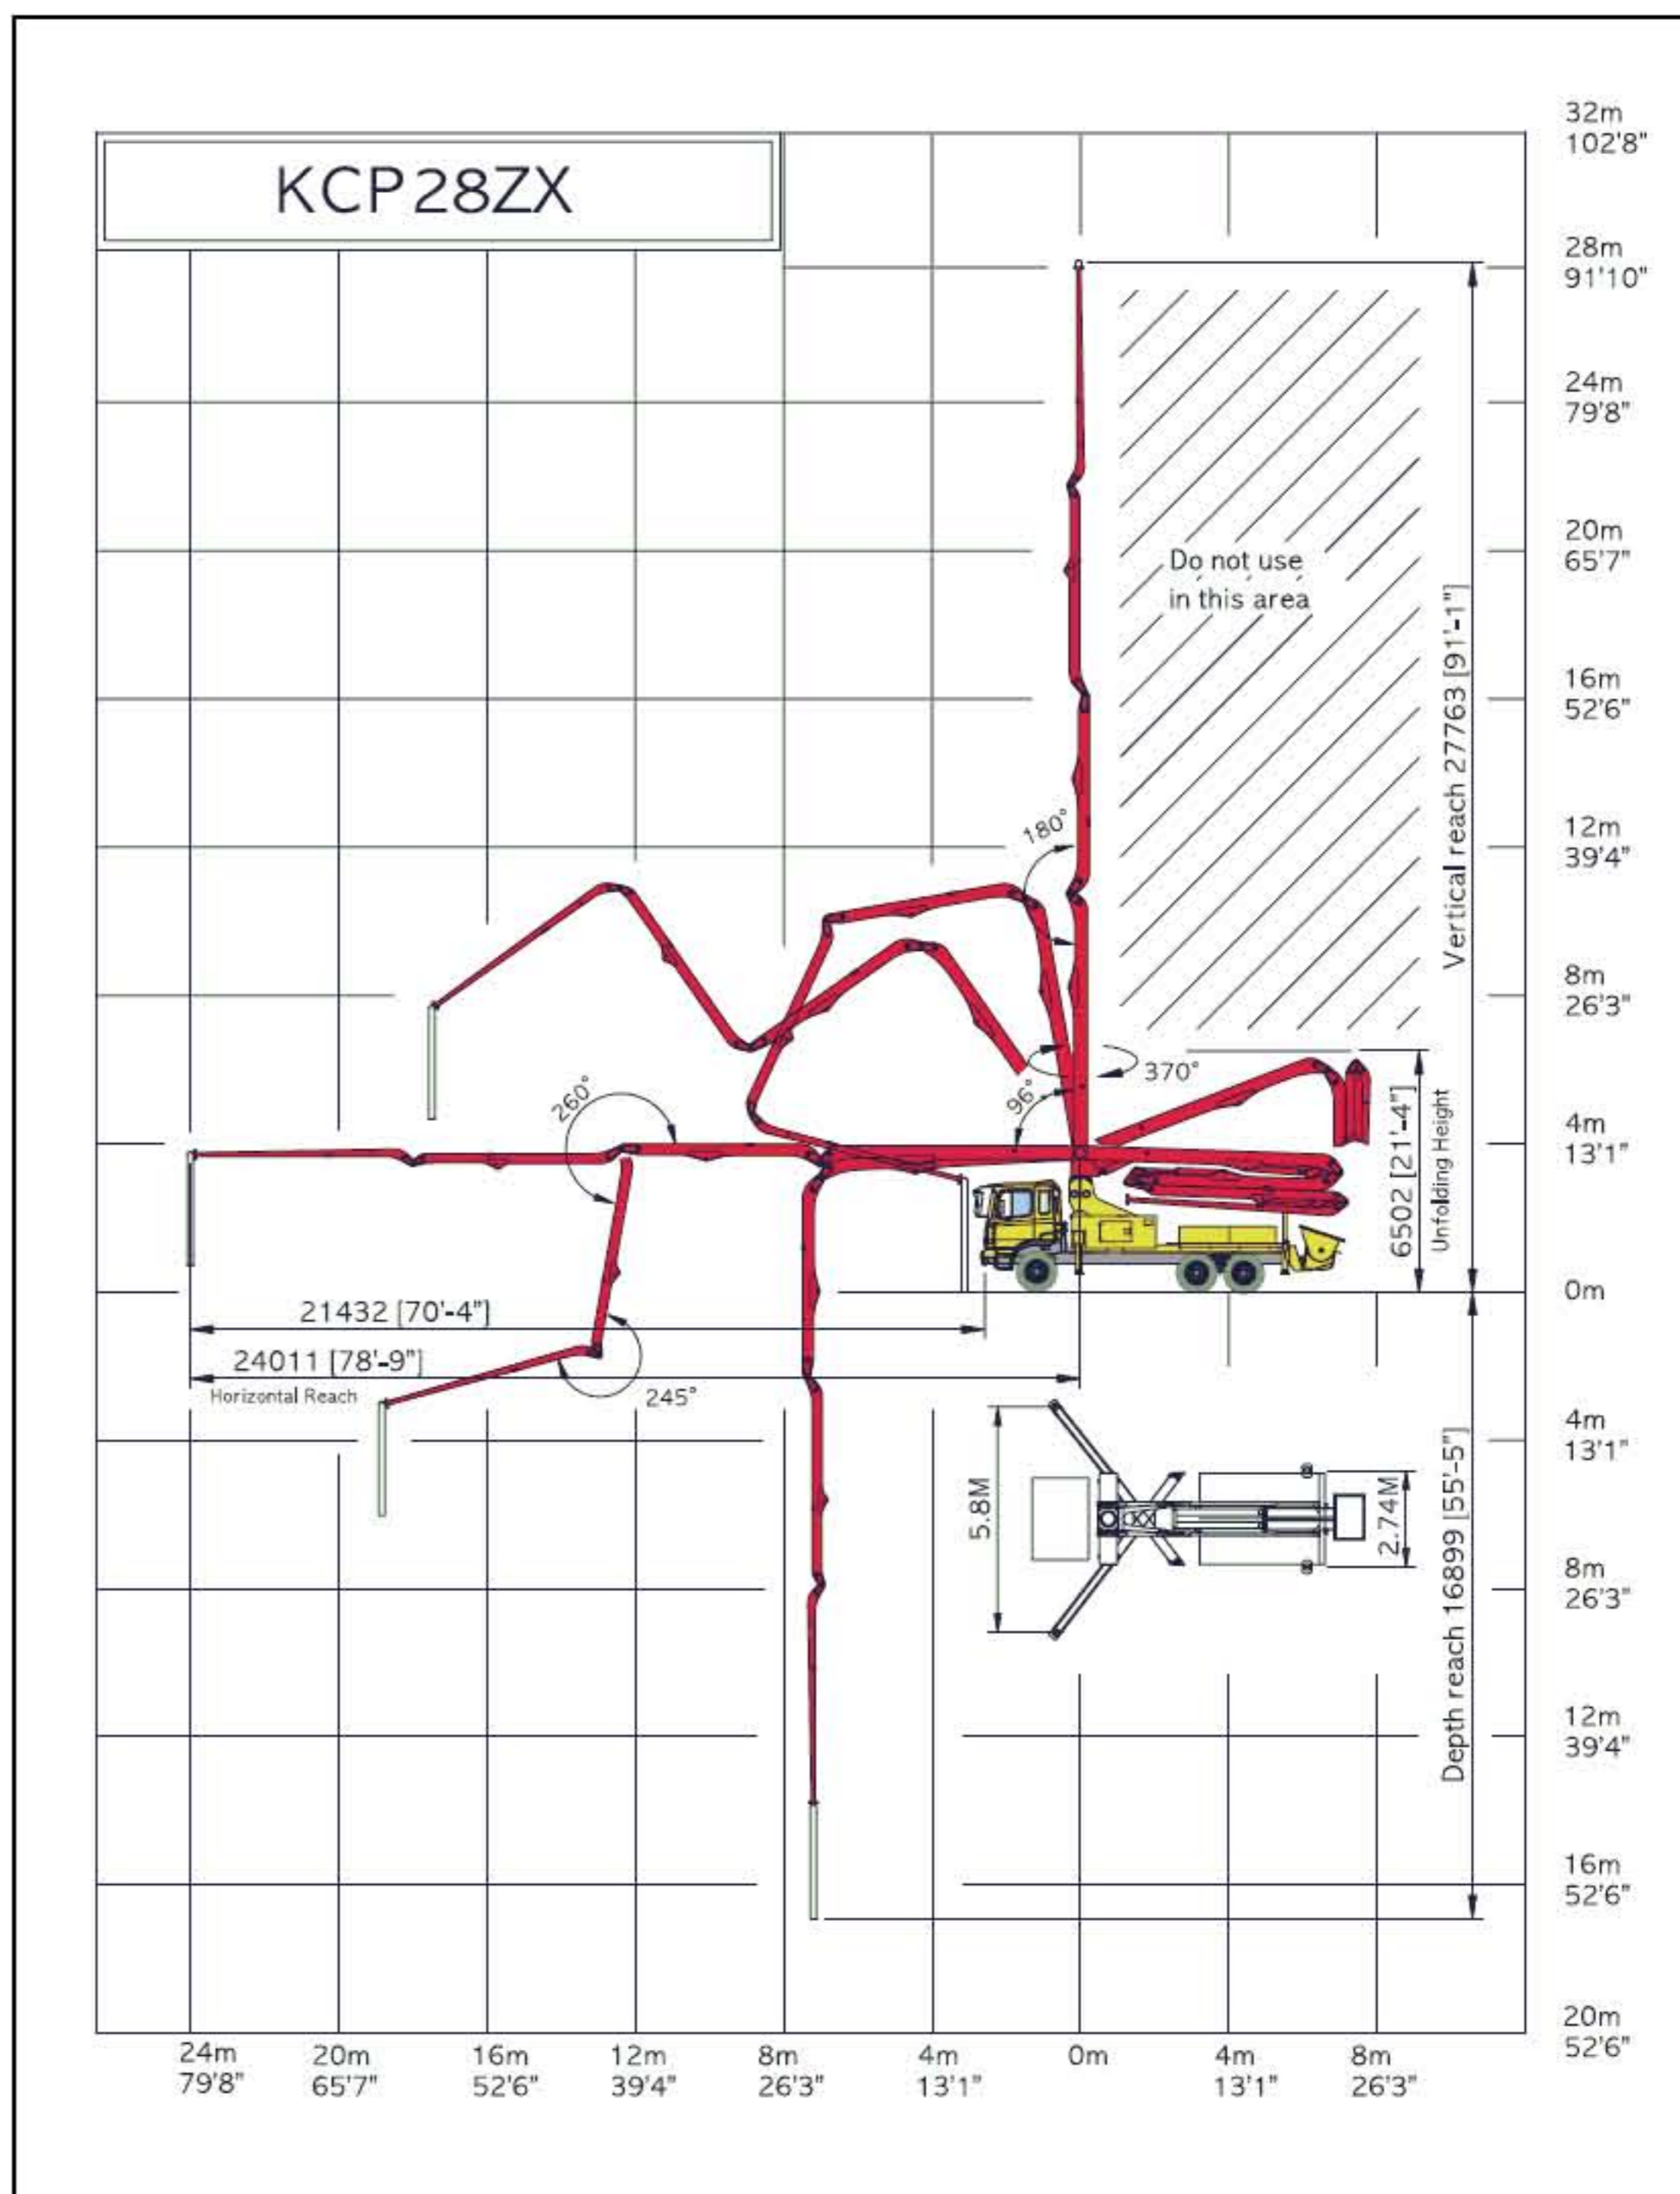 KCP28ZX
32m
102'8"
28m
91'10"
24m
79'8"
20m
65'7"
16m
52'6"
12m
39'4"
8m
26'3"
4m
13'1"
0m
4m
13'1"
8m
26'3"
12m
39'4"
16m
52'6"
20m
52'6"
Do not use
in this area
Vertical reach 27763 [91'-1"]
180°
370°
96°
260°
245°
6502 [21'-4"]
Unfolding Height
21432 [70'-4"]
24011 [78'-9"]
Horizontal Reach
5.8M
2.74M
Depth reach 16899 [55'-5"]
24m
79'8"
20m
65'7"
16m
52'6"
12m
39'4"
8m
26'3"
4m
13'1"
0m
4m
13'1"
8m
26'3"